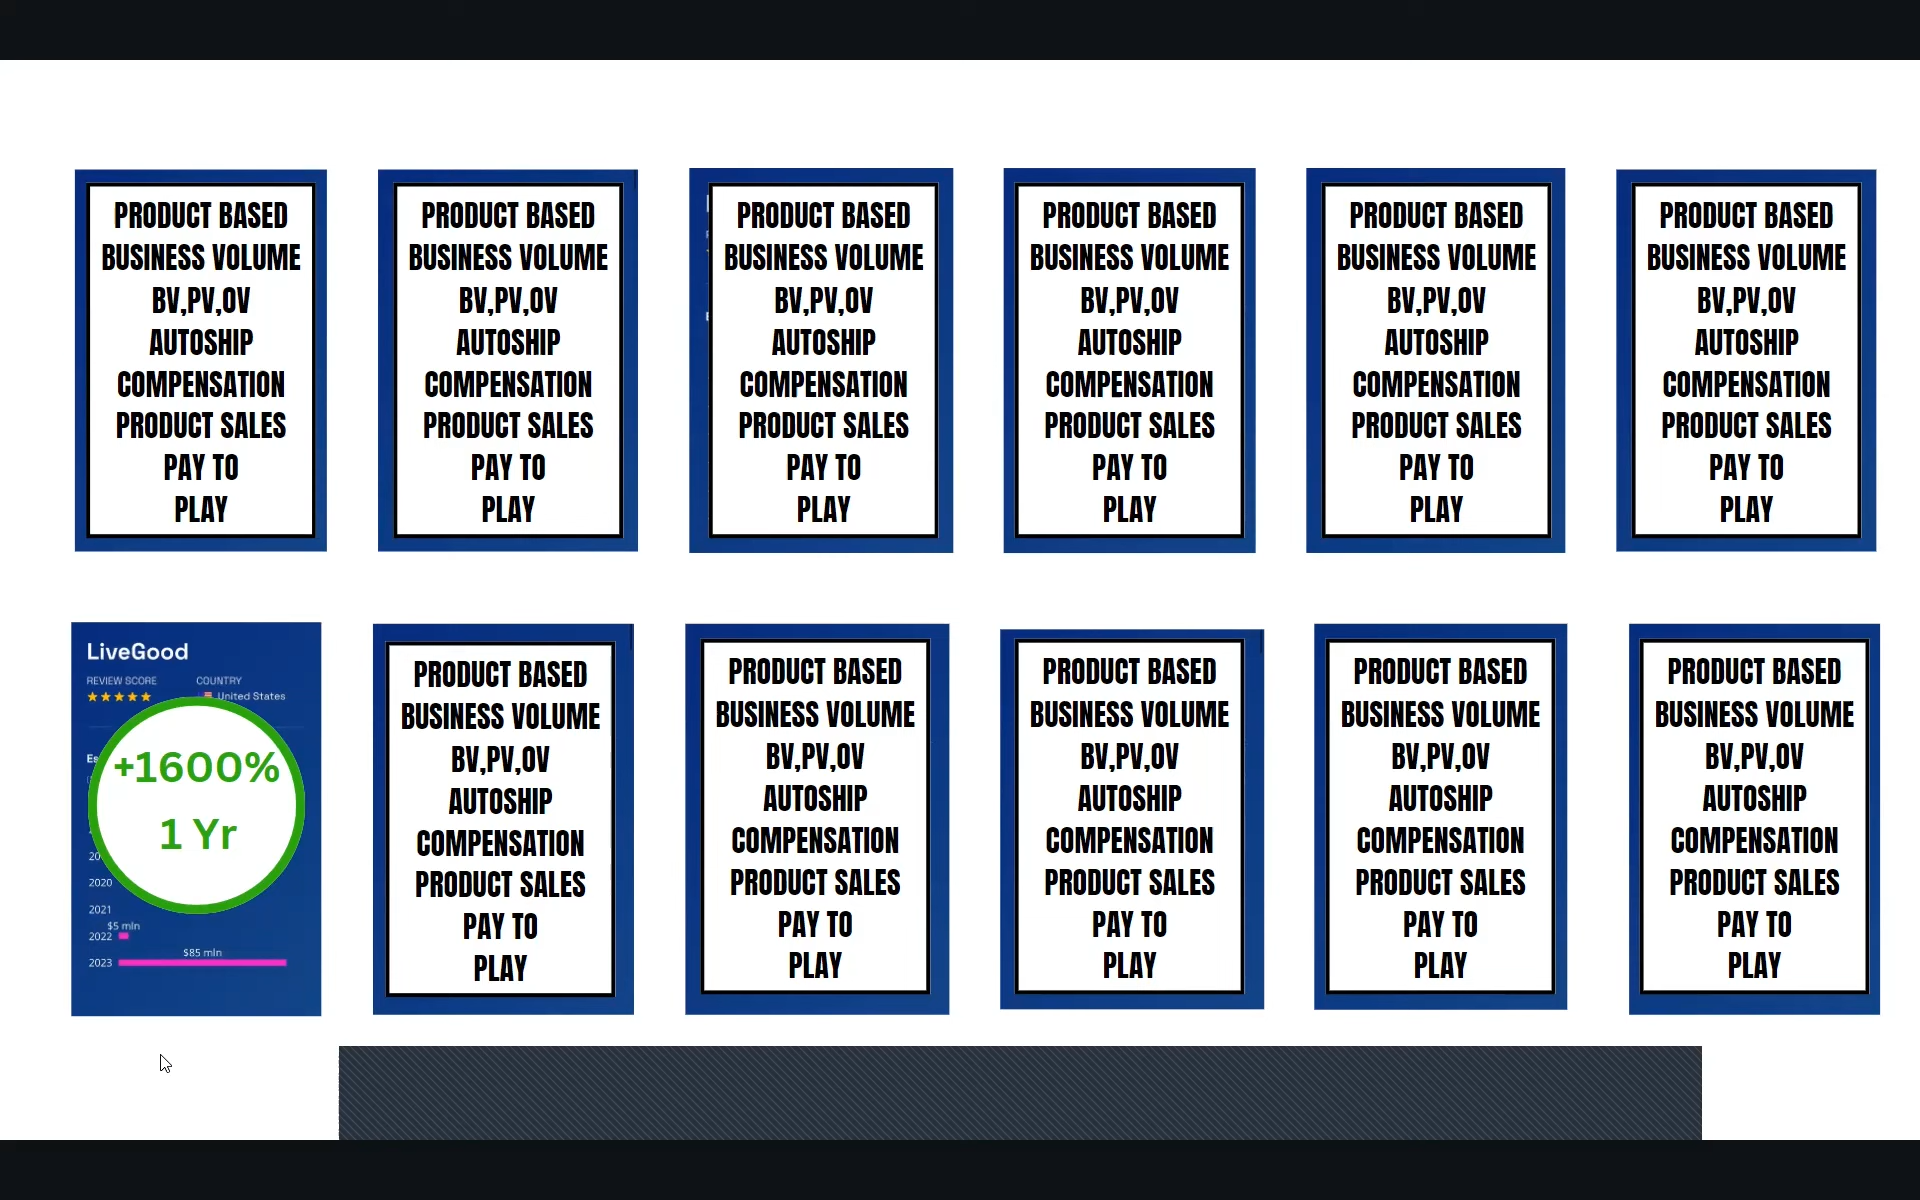 PRODUCT BASED
BUSINESS VOLUME
BV,PV,OV
AUTOSHIP
COMPENSATION
PRODUCT SALES
PAY TO
PLAY
PRODUCT BASED
BUSINESS VOLUME
BV,PV,OV
AUTOSHIP
COMPENSATION
PRODUCT SALES
PAY TO
PLAY
PRODUCT BASED
BUSINESS VOLUME
BV,PV,OV
AUTOSHIP
COMPENSATION
PRODUCT SALES
PAY TO
PLAY
PRODUCT BASED
BUSINESS VOLUME
BV,PV,OV
AUTOSHIP
COMPENSATION
PRODUCT SALES
PAY TO
PLAY
PRODUCT BASED
BUSINESS VOLUME
BV,PV,OV
AUTOSHIP
COMPENSATION
PRODUCT SALES
PAY TO
PLAY
PRODUCT BASED
BUSINESS VOLUME
BV,PV,OV
AUTOSHIP
COMPENSATION
PRODUCT SALES
PAY TO
PLAY
LiveGood
REVIEW SCORE COUNTRY
United States
+1600%
1 Yr
2020
2021
$5 mln
2022
$85 mln
2023
PRODUCT BASED
BUSINESS VOLUME
BV,PV,OV
AUTOSHIP
COMPENSATION
PRODUCT SALES
PAY TO
PLAY
PRODUCT BASED
BUSINESS VOLUME
BV,PV,OV
AUTOSHIP
COMPENSATION
PRODUCT SALES
PAY TO
PLAY
PRODUCT BASED
BUSINESS VOLUME
BV,PV,OV
AUTOSHIP
COMPENSATION
PRODUCT SALES
PAY TO
PLAY
PRODUCT BASED
BUSINESS VOLUME
BV,PV,OV
AUTOSHIP
COMPENSATION
PRODUCT SALES
PAY TO
PLAY
PRODUCT BASED
BUSINESS VOLUME
BV,PV,OV
AUTOSHIP
COMPENSATION
PRODUCT SALES
PAY TO
PLAY